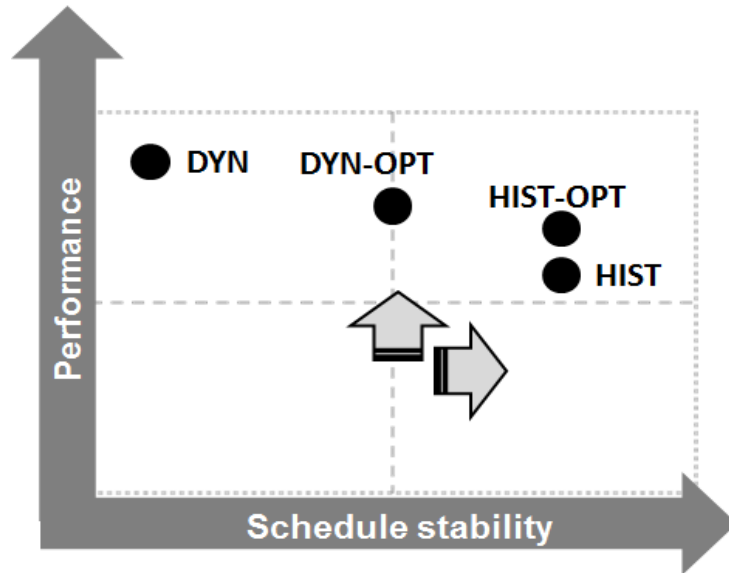 Performance
DYN
DYN-OPT
HIST-OPT
HIST
Schedule stability